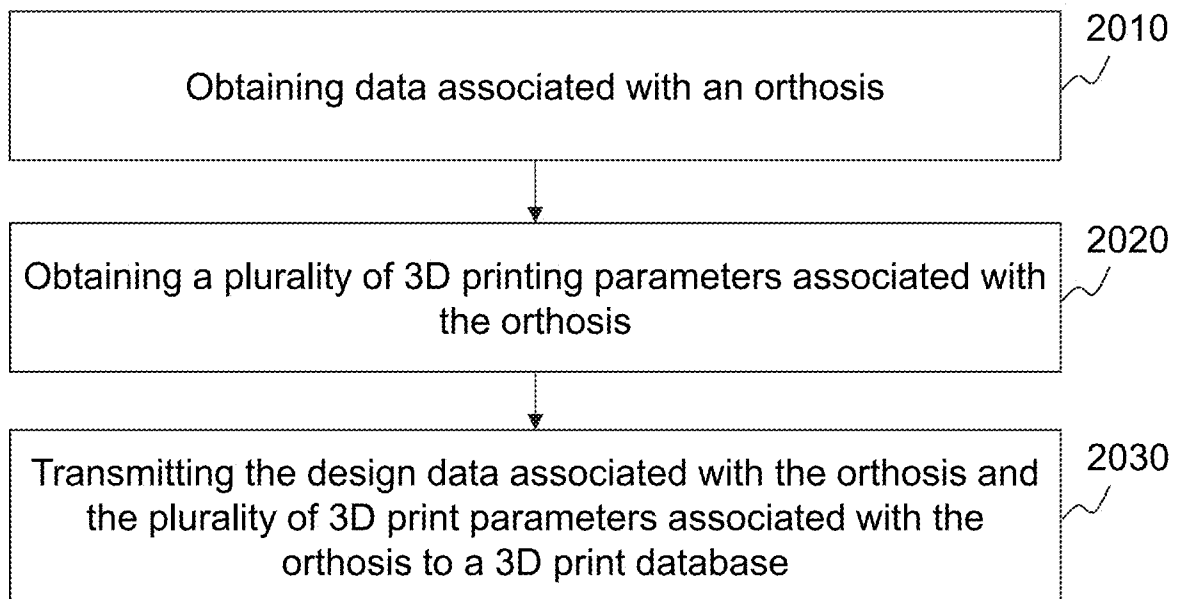 2010
Obtaining data associated with an orthosis
2020
Obtaining a plurality of 3D printing parameters associated with
the orthosis
2030
Transmitting the design data associated with the orthosis and
the plurality of 3D print parameters associated with the
orthosis to a 3D print database